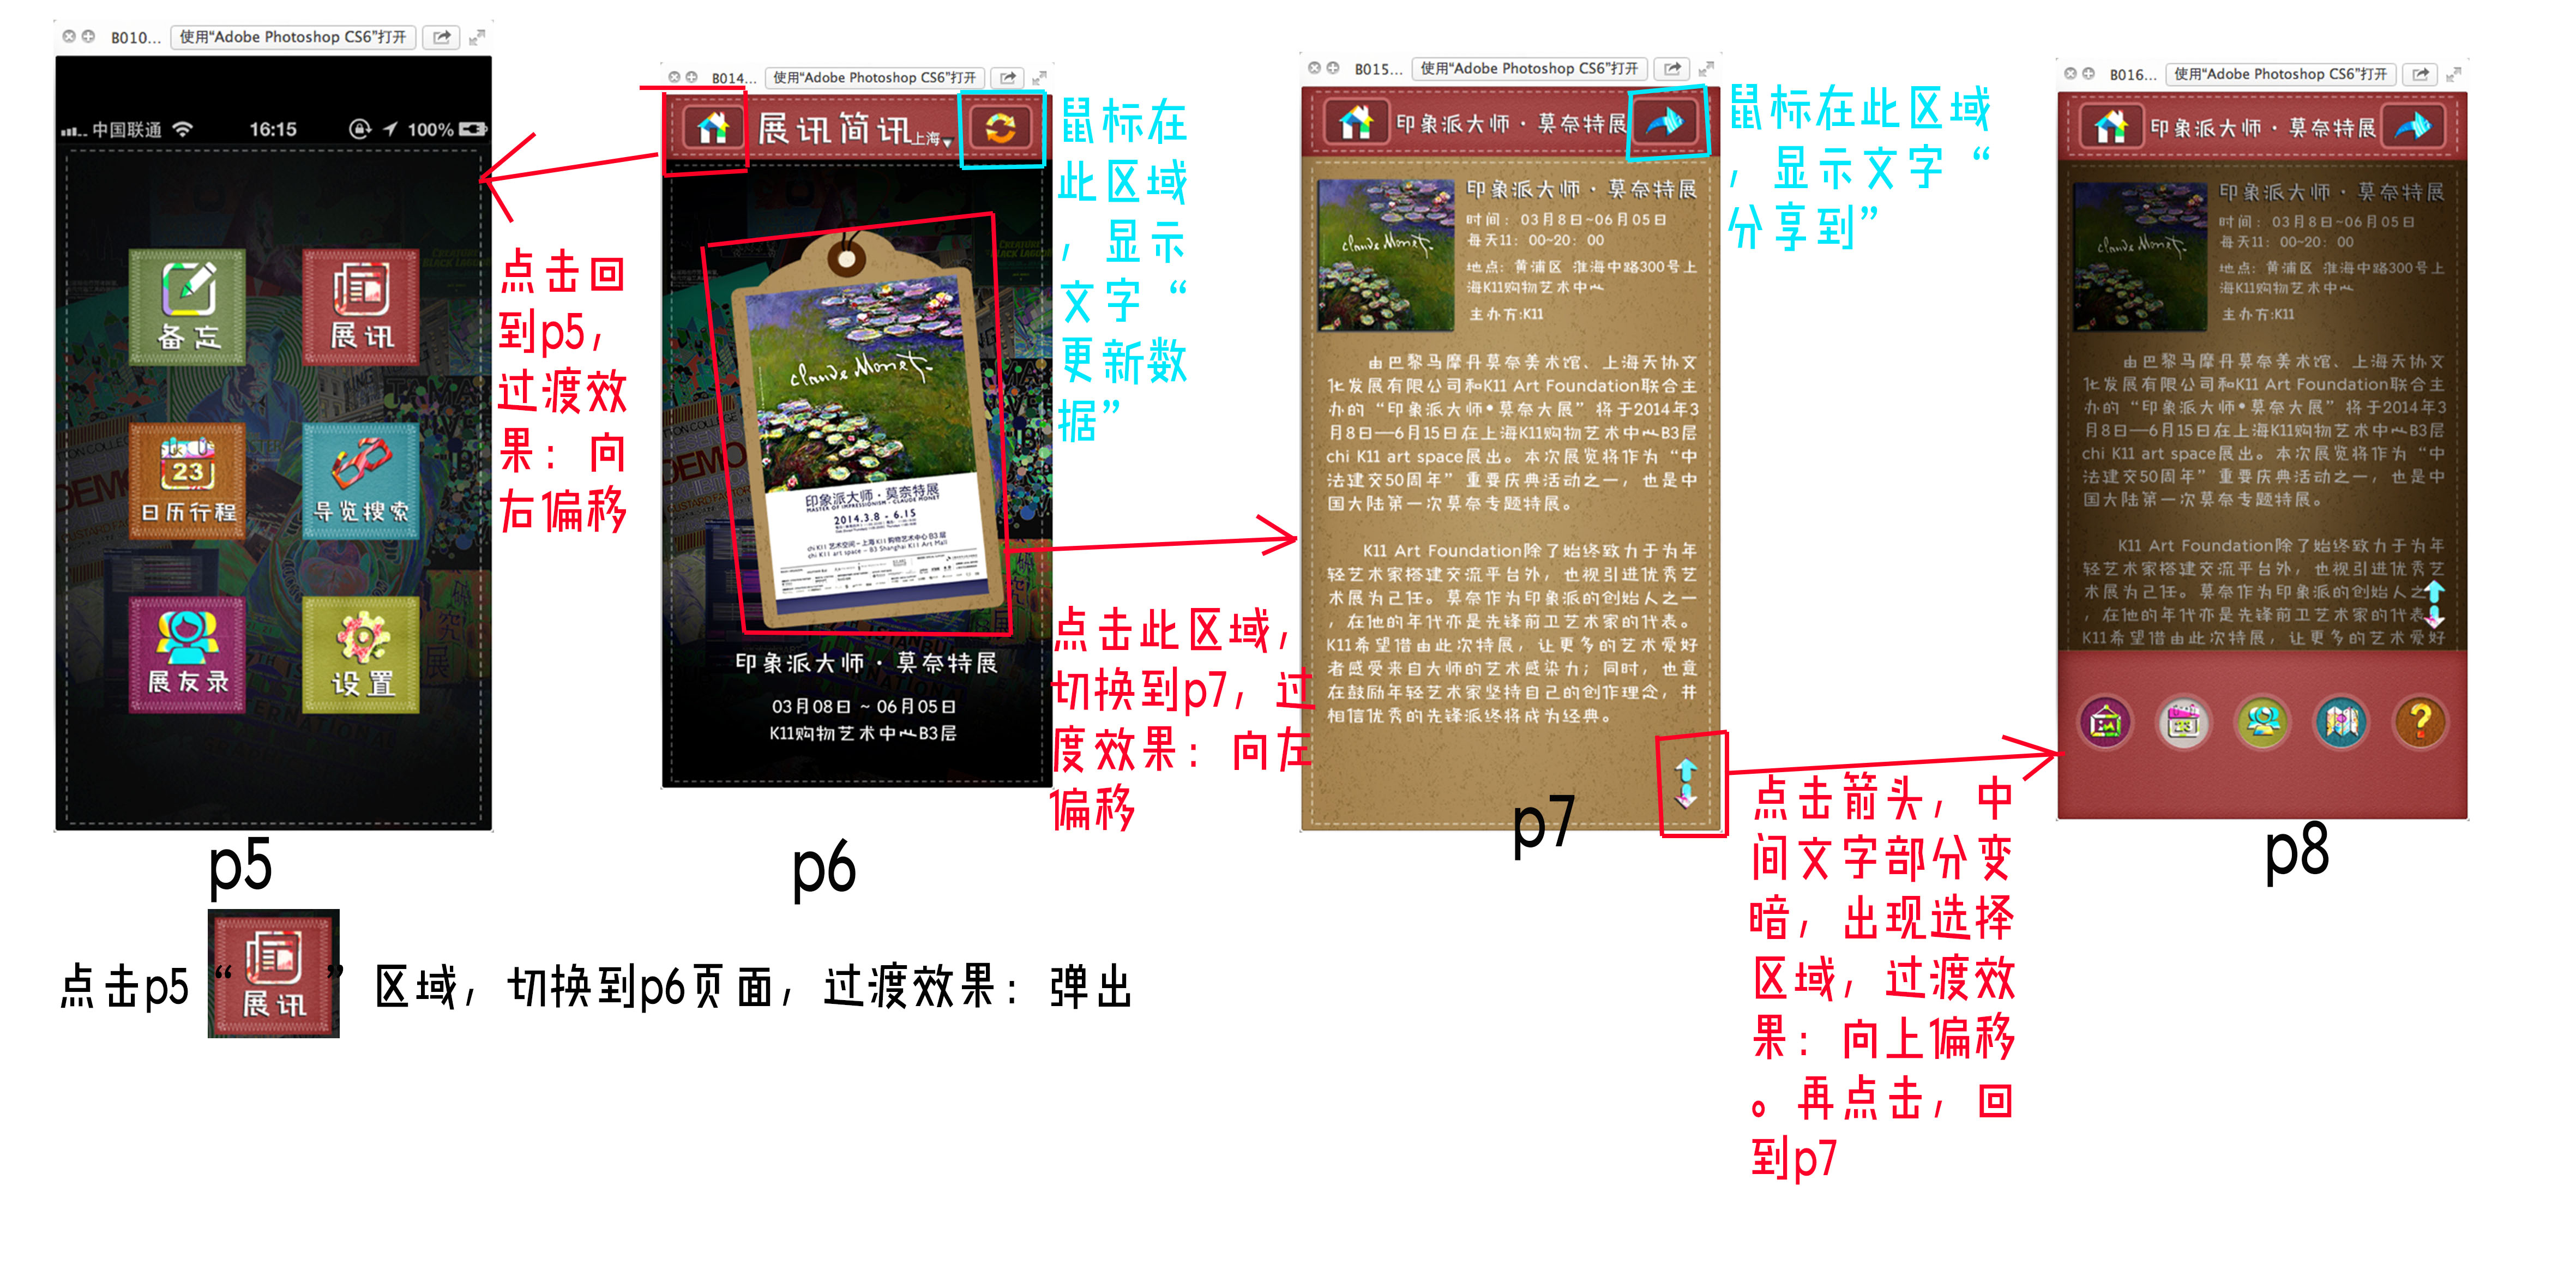 B010...
使用“Adobe Photoshop CS6”打开
中国联通
16:15
100%
备忘
展讯
日历行程
23
导览搜索
展友录
设置
p5
点击回
到p5，
过渡效
果：向
右偏移
B014...
使用“Adobe Photoshop CS6”打开
展讯简讯上海
claude Monet.
印象派大师·莫奈特展
MASTER OF IMPRESSIONISM - CLAUDE MONET
2014.3.8 - 6.15
chi K11 艺术空间－上海 K11 购物艺术中心 B3 层
chi K11 art space － B3 Shanghai K11 Art Mall
印象派大师·莫奈特展
03月08日 ~ 06月05日
K11购物艺术中心B3层
p6
鼠标在
此区域
，显示
文字“
更新数
据”
点击此区域，
切换到p7，过
度效果：向左
偏移
B015...
使用“Adobe Photoshop CS6”打开
印象派大师·莫奈特展
claude Monet.
印象派大师·莫奈特展
时间：03月8日~06月05日
每天11：00~20：00
地点：黄浦区 淮海中路300号上
海K11购物艺术中心
主办方:K11
由巴黎马摩丹莫奈美术馆、上海天协文
化发展有限公司和K11 Art Foundation联合主
办的“印象派大师•莫奈大展”将于2014年3
月8日—6月15日在上海K11购物艺术中心B3层
chi K11 art space展出。本次展览将作为“中
法建交50周年”重要庆典活动之一，也是中
国大陆第一次莫奈专题特展。
K11 Art Foundation除了始终致力于为年
轻艺术家搭建交流平台外，也视引进优秀艺
术展为己任。莫奈作为印象派的创始人之一
，在他的年代亦是先锋前卫艺术家的代表。
K11希望借由此次特展，让更多的艺术爱好
者感受来自大师的艺术感染力；同时，也意
在鼓励年轻艺术家坚持自己的创作理念，并
相信优秀的先锋派终将成为经典。
p7
鼠标在此区域
，显示文字“
分享到”
点击箭头，中
间文字部分变
暗，出现选择
区域，过渡效
果：向上偏移
。再点击，回
到p7
B016...
使用“Adobe Photoshop CS6”打开
印象派大师·莫奈特展
claude Monet.
印象派大师·莫奈特展
时间：03月8日~06月05日
每天11：00~20：00
地点：黄浦区 淮海中路300号上
海K11购物艺术中心
主办方:K11
由巴黎马摩丹莫奈美术馆、上海天协文
化发展有限公司和K11 Art Foundation联合主
办的“印象派大师•莫奈大展”将于2014年3
月8日—6月15日在上海K11购物艺术中心B3层
chi K11 art space展出。本次展览将作为“中
法建交50周年”重要庆典活动之一，也是中
国大陆第一次莫奈专题特展。
K11 Art Foundation除了始终致力于为年
轻艺术家搭建交流平台外，也视引进优秀艺
术展为己任。莫奈作为印象派的创始人之
，在他的年代亦是先锋前卫艺术家的代表
K11希望借由此次特展，让更多的艺术爱好
p8
点击p5“展讯”区域，切换到p6页面，过渡效果：弹出